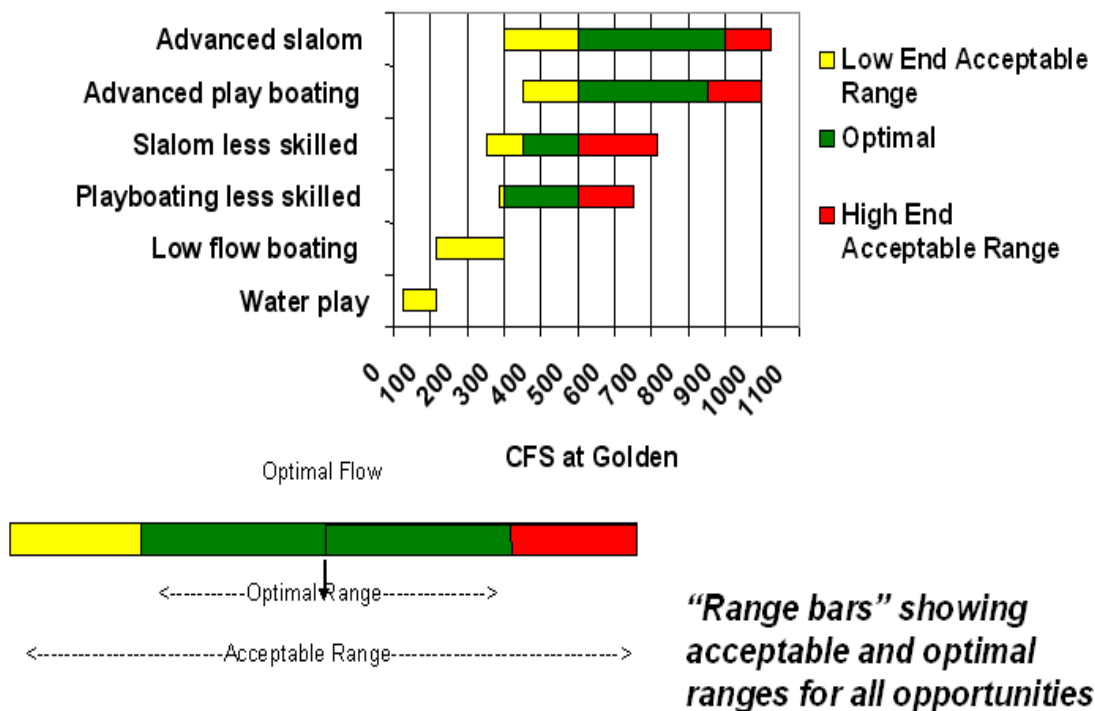 Advanced slalom
Advanced play boating
Slalom less skilled
Playboating less skilled
Low flow boating
Water play
Low End Acceptable
Range
Optimal
High End
Acceptable Range
0
100
200
300
400
500
600
700
800
900
1000
1100
CFS at Golden
Optimal Flow
<----------Optimal Range------------->
<-----------------------Acceptable Range----------------------------->
“Range bars” showing
acceptable and optimal
ranges for all opportunities